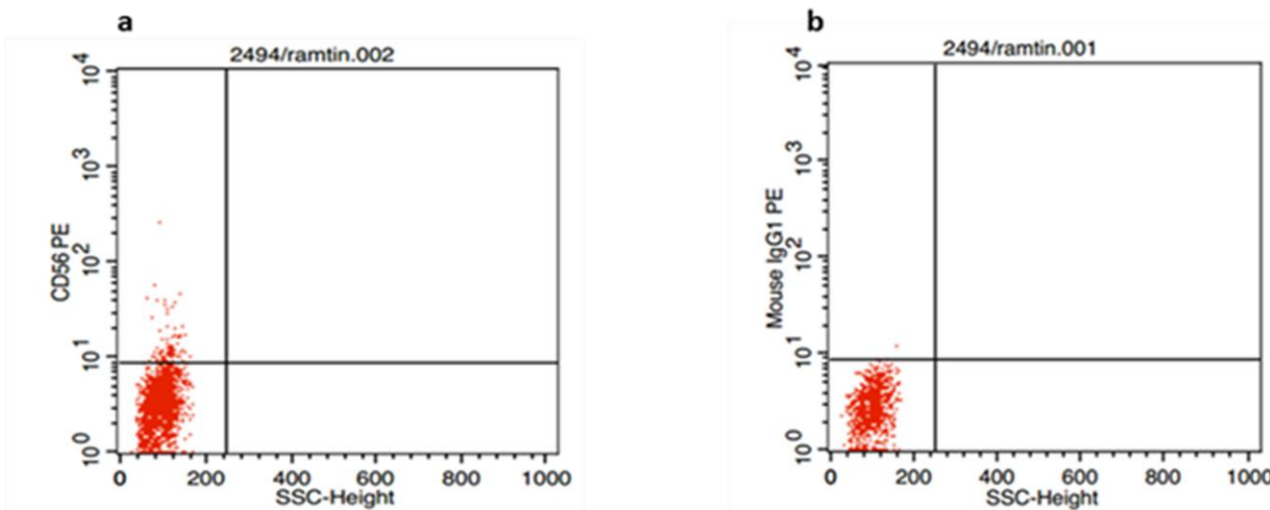 a
2494/ramtin.002
10^4
10^3
10^2
10^1
10^0
CD56 PE
0 200 400 600 800 1000
SSC-Height
b
2494/ramtin.001
10^4
10^3
10^2
10^1
10^0
Mouse IgG1 PE
0 200 400 600 800 1000
SSC-Height